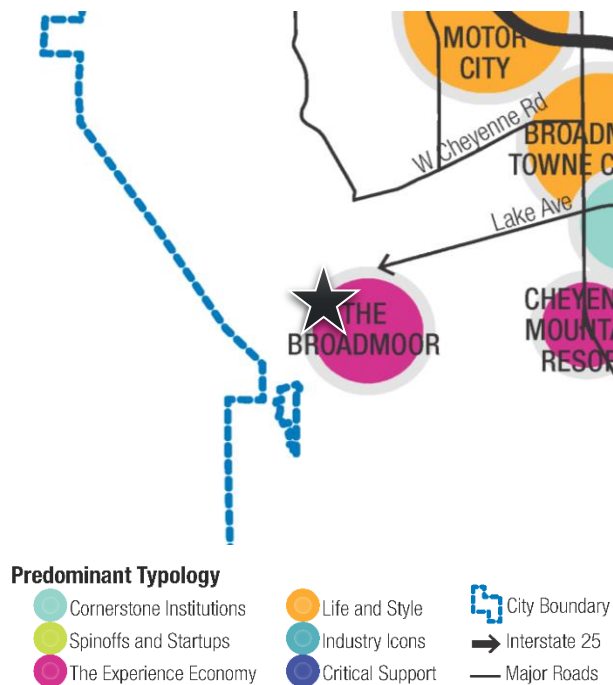 MOTOR
CITY
W Cheyenne Rd
BROADM
TOWNE C
Lake Ave
THE
BROADMOOR
CHEYEN
MOUNTA
RESOR
Predominant Typology
Cornerstone Institutions
Life and Style
City Boundary
Spinoffs and Startups
Industry Icons
Interstate 25
The Experience Economy
Critical Support
Major Roads